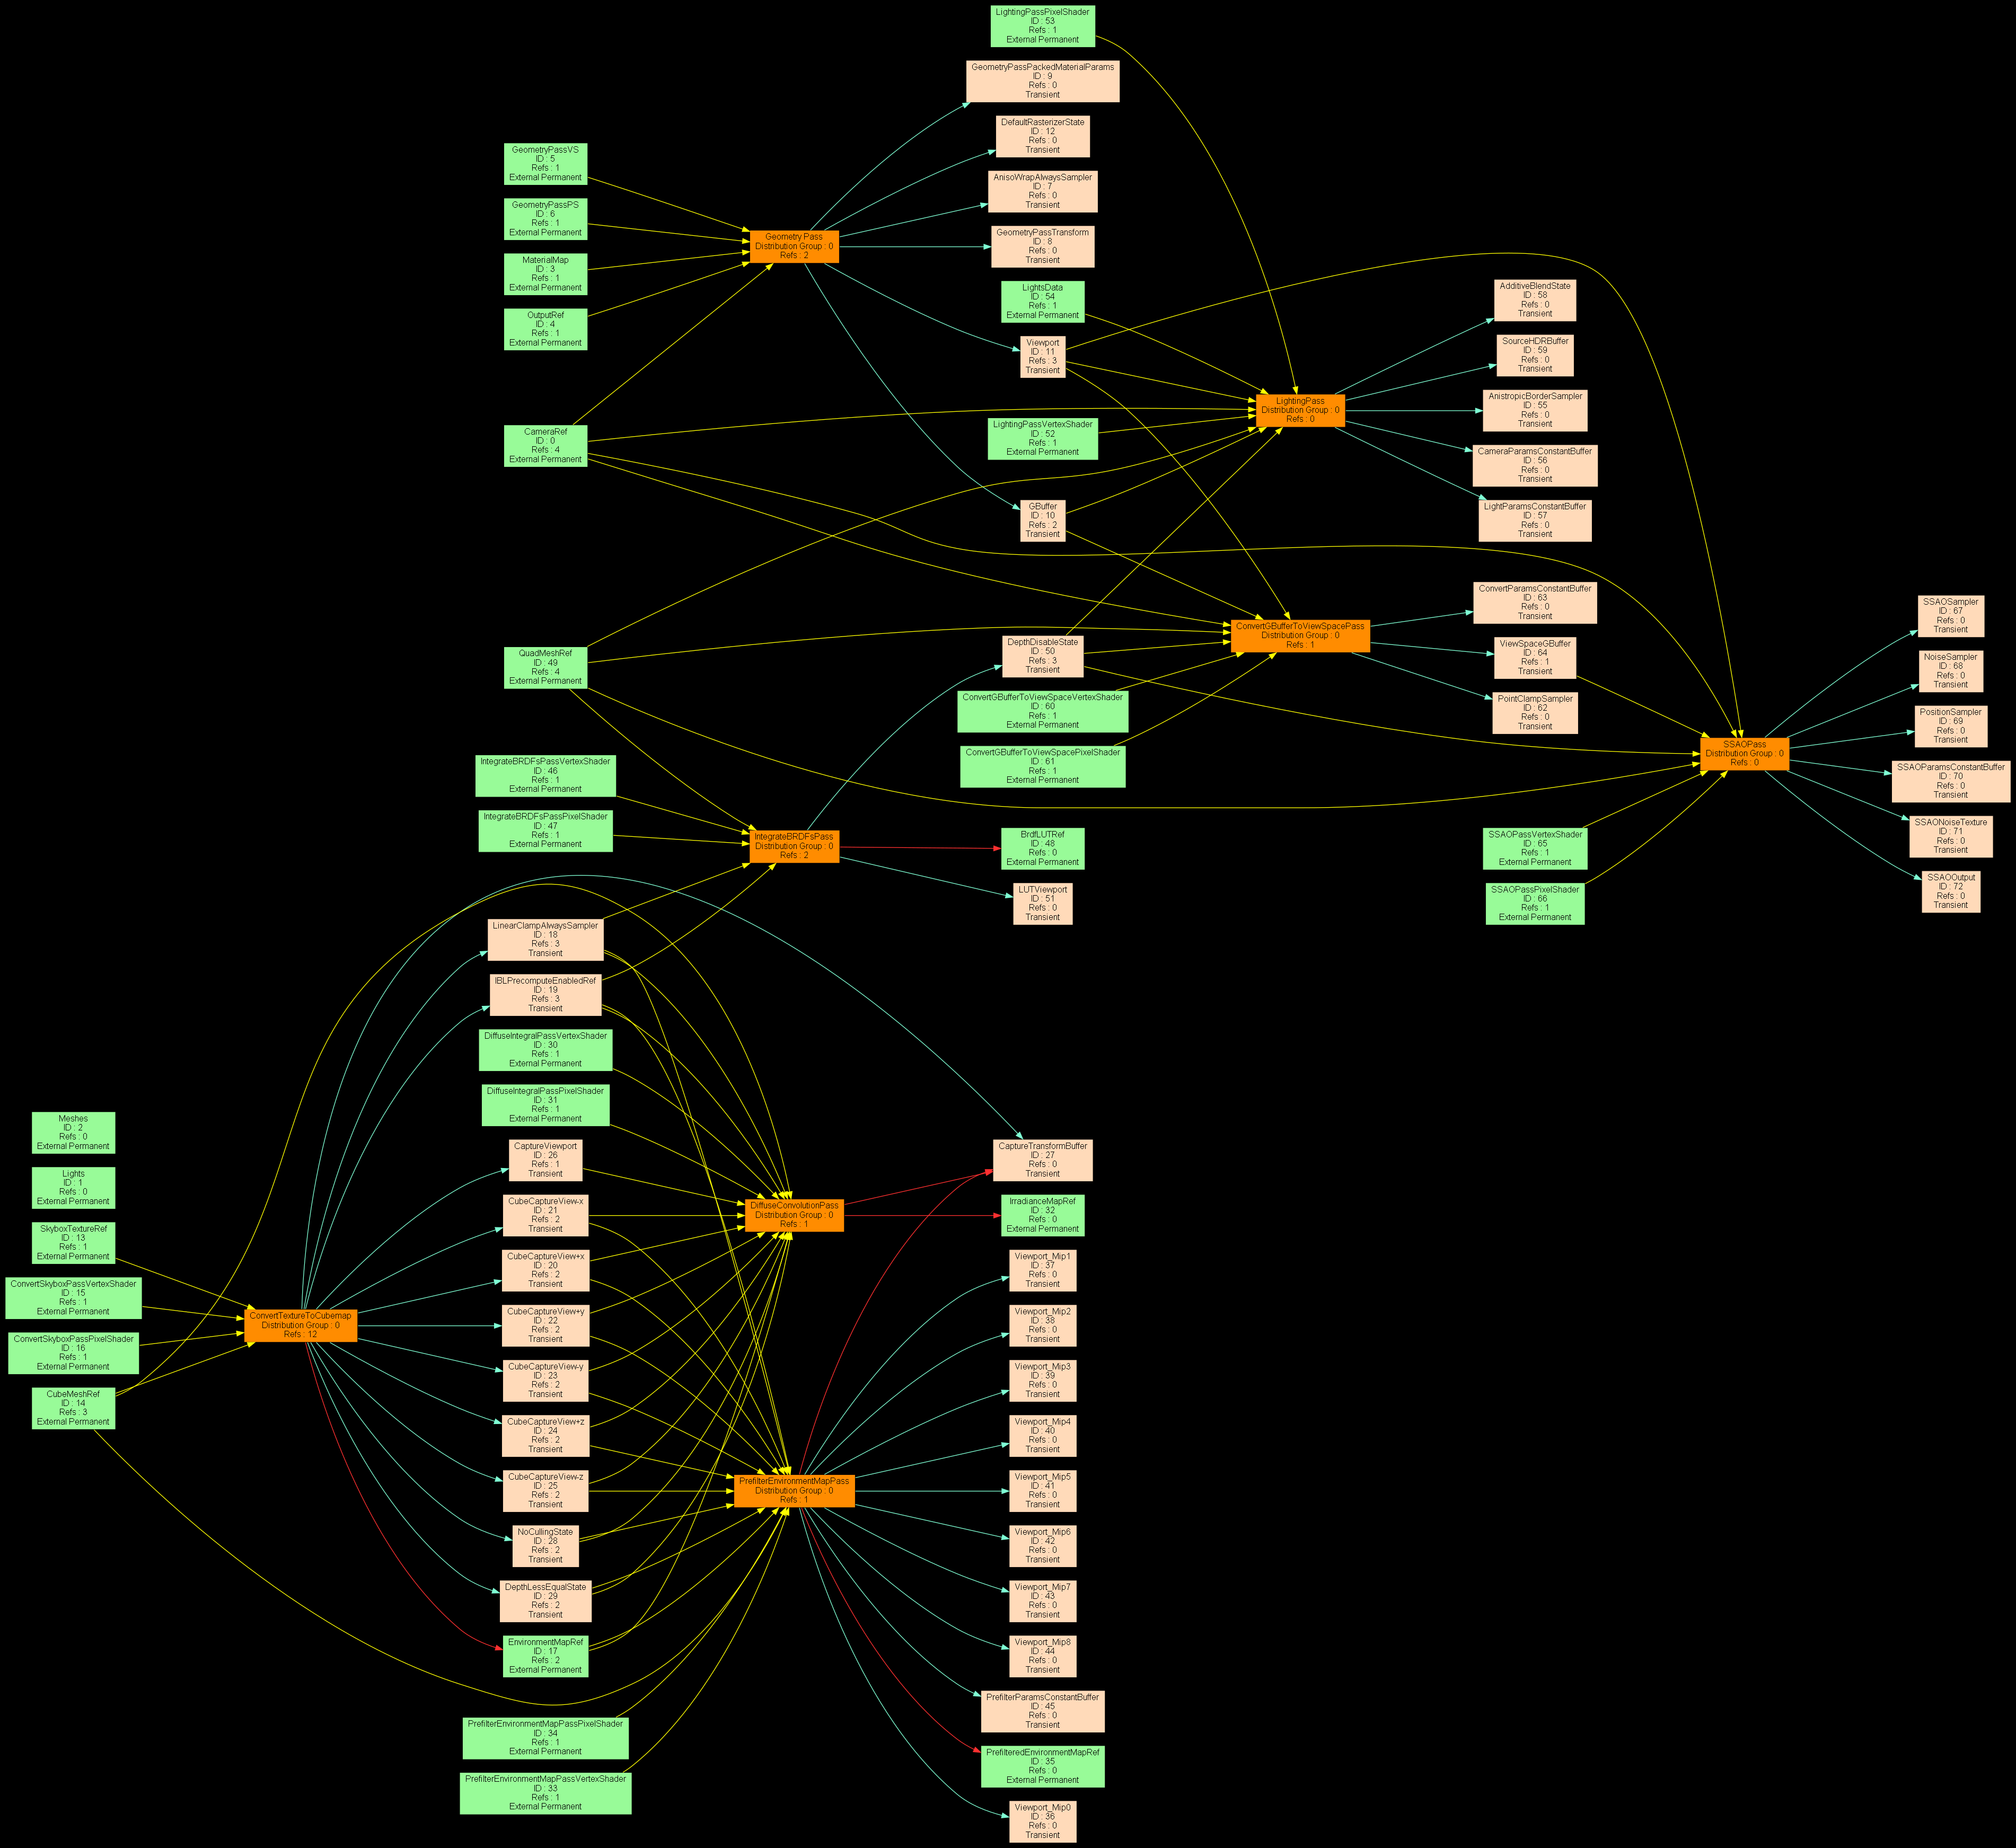 LightingPassPixelShader
ID : 53
Refs : 1
External Permanent
GeometryPassPackedMaterialParams
ID : 9
Refs : 0
Transient
DefaultRasterizerState
ID : 12
Refs : 0
Transient
AnisoWrapAlwaysSampler
ID : 7
Refs : 0
Transient
GeometryPassTransform
ID : 8
Refs : 0
Transient
GeometryPassVS
ID : 5
Refs : 1
External Permanent
GeometryPassPS
ID : 6
Refs : 1
External Permanent
MaterialMap
ID : 3
Refs : 1
External Permanent
OutputRef
ID : 4
Refs : 1
External Permanent
Geometry Pass
Distribution Group : 0
Refs : 2
LightsData
ID : 54
Refs : 1
External Permanent
Viewport
ID : 11
Refs : 3
Transient
CameraRef
ID : 0
Refs : 4
External Permanent
LightingPassVertexShader
ID : 52
Refs : 1
External Permanent
LightingPass
Distribution Group : 0
Refs : 0
AdditiveBlendState
ID : 58
Refs : 0
Transient
SourceHDRBuffer
ID : 59
Refs : 0
Transient
AnistropicBorderSampler
ID : 55
Refs : 0
Transient
CameraParamsConstantBuffer
ID : 56
Refs : 0
Transient
LightParamsConstantBuffer
ID : 57
Refs : 0
Transient
GBuffer
ID : 10
Refs : 2
Transient
QuadMeshRef
ID : 49
Refs : 4
External Permanent
DepthDisableState
ID : 50
Refs : 3
Transient
ConvertGBufferToViewSpacePass
Distribution Group : 0
Refs : 1
ConvertParamsConstantBuffer
ID : 63
Refs : 0
Transient
ViewSpaceGBuffer
ID : 64
Refs : 1
Transient
PointClampSampler
ID : 62
Refs : 0
Transient
ConvertGBufferToViewSpaceVertexShader
ID : 60
Refs : 1
External Permanent
ConvertGBufferToViewSpacePixelShader
ID : 61
Refs : 1
External Permanent
SSAOPass
Distribution Group : 0
Refs : 0
SSAOSampler
ID : 67
Refs : 0
Transient
NoiseSampler
ID : 68
Refs : 0
Transient
PositionSampler
ID : 69
Refs : 0
Transient
SSAOParamsConstantBuffer
ID : 70
Refs : 0
Transient
SSAONoiseTexture
ID : 71
Refs : 0
Transient
SSAOOutput
ID : 72
Refs : 0
Transient
SSAOPassVertexShader
ID : 65
Refs : 1
External Permanent
SSAOPassPixelShader
ID : 66
Refs : 1
External Permanent
IntegrateBRDFsPassVertexShader
ID : 46
Refs : 1
External Permanent
IntegrateBRDFsPassPixelShader
ID : 47
Refs : 1
External Permanent
IntegrateBRDFsPass
Distribution Group : 0
Refs : 2
BrdfLUTRef
ID : 48
Refs : 0
External Permanent
LUTViewport
ID : 51
Refs : 0
Transient
LinearClampAlwaysSampler
ID : 18
Refs : 3
Transient
IBLPrecomputeEnabledRef
ID : 19
Refs : 3
Transient
DiffuseIntegralPassVertexShader
ID : 30
Refs : 1
External Permanent
DiffuseIntegralPassPixelShader
ID : 31
Refs : 1
External Permanent
Meshes
ID : 2
Refs : 0
External Permanent
Lights
ID : 1
Refs : 0
External Permanent
SkyboxTextureRef
ID : 13
Refs : 1
External Permanent
ConvertSkyboxPassVertexShader
ID : 15
Refs : 1
External Permanent
ConvertSkyboxPassPixelShader
ID : 16
Refs : 1
External Permanent
CubeMeshRef
ID : 14
Refs : 3
External Permanent
ConvertTextureToCubemap
Distribution Group : 0
Refs : 12
CaptureViewport
ID : 26
Refs : 1
Transient
CubeCaptureView-x
ID : 21
Refs : 2
Transient
CubeCaptureView+x
ID : 20
Refs : 2
Transient
CubeCaptureView+y
ID : 22
Refs : 2
Transient
CubeCaptureView-y
ID : 23
Refs : 2
Transient
CubeCaptureView+z
ID : 24
Refs : 2
Transient
CubeCaptureView-z
ID : 25
Refs : 2
Transient
NoCullingState
ID : 28
Refs : 2
Transient
DepthLessEqualState
ID : 29
Refs : 2
Transient
EnvironmentMapRef
ID : 17
Refs : 2
External Permanent
PrefilterEnvironmentMapPassPixelShader
ID : 34
Refs : 1
External Permanent
PrefilterEnvironmentMapPassVertexShader
ID : 33
Refs : 1
External Permanent
DiffuseConvolutionPass
Distribution Group : 0
Refs : 1
PrefilterEnvironmentMapPass
Distribution Group : 0
Refs : 1
CaptureTransformBuffer
ID : 27
Refs : 0
Transient
IrradianceMapRef
ID : 32
Refs : 0
External Permanent
Viewport_Mip1
ID : 37
Refs : 0
Transient
Viewport_Mip2
ID : 38
Refs : 0
Transient
Viewport_Mip3
ID : 39
Refs : 0
Transient
Viewport_Mip4
ID : 40
Refs : 0
Transient
Viewport_Mip5
ID : 41
Refs : 0
Transient
Viewport_Mip6
ID : 42
Refs : 0
Transient
Viewport_Mip7
ID : 43
Refs : 0
Transient
Viewport_Mip8
ID : 44
Refs : 0
Transient
PrefilterParamsConstantBuffer
ID : 45
Refs : 0
Transient
PrefilteredEnvironmentMapRef
ID : 35
Refs : 0
External Permanent
Viewport_Mip0
ID : 36
Refs : 0
Transient